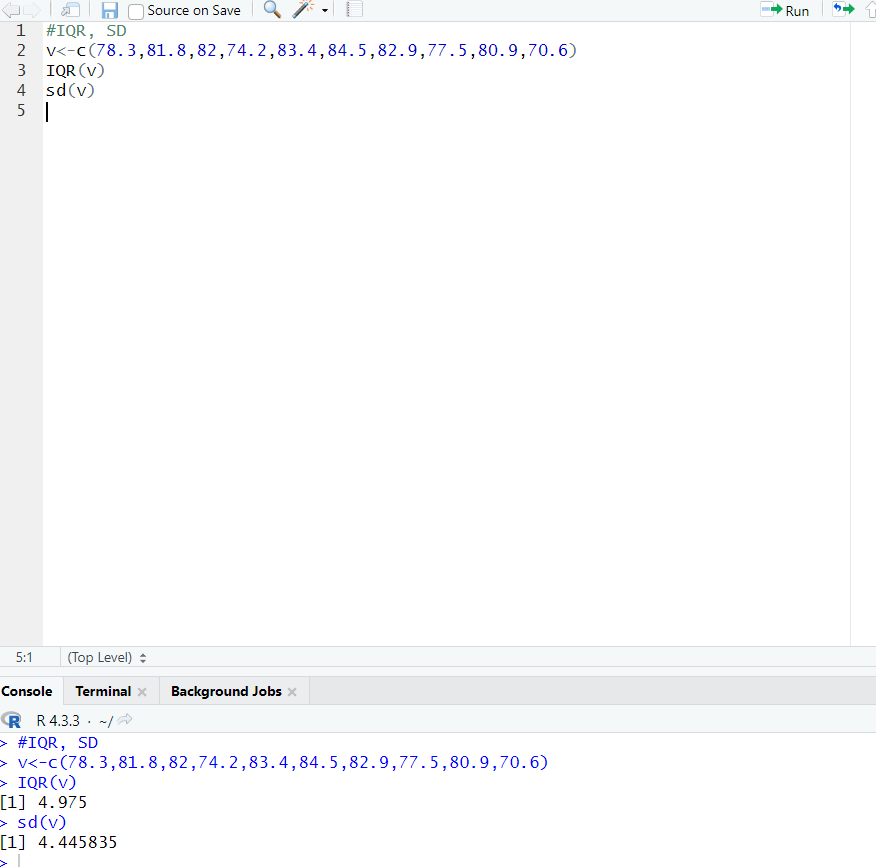 Source on Save Run
1 #IQR, SD
2 v<-c(78.3,81.8,82,74.2,83.4,84.5,82.9,77.5,80.9,70.6)
3 IQR(v)
4 sd(v)
5
5:1 (Top Level)
Console Terminal Background Jobs
R R 4.3.3 · ~/
> #IQR, SD
> v<-c(78.3,81.8,82,74.2,83.4,84.5,82.9,77.5,80.9,70.6)
> IQR(v)
[1] 4.975
> sd(v)
[1] 4.445835
>